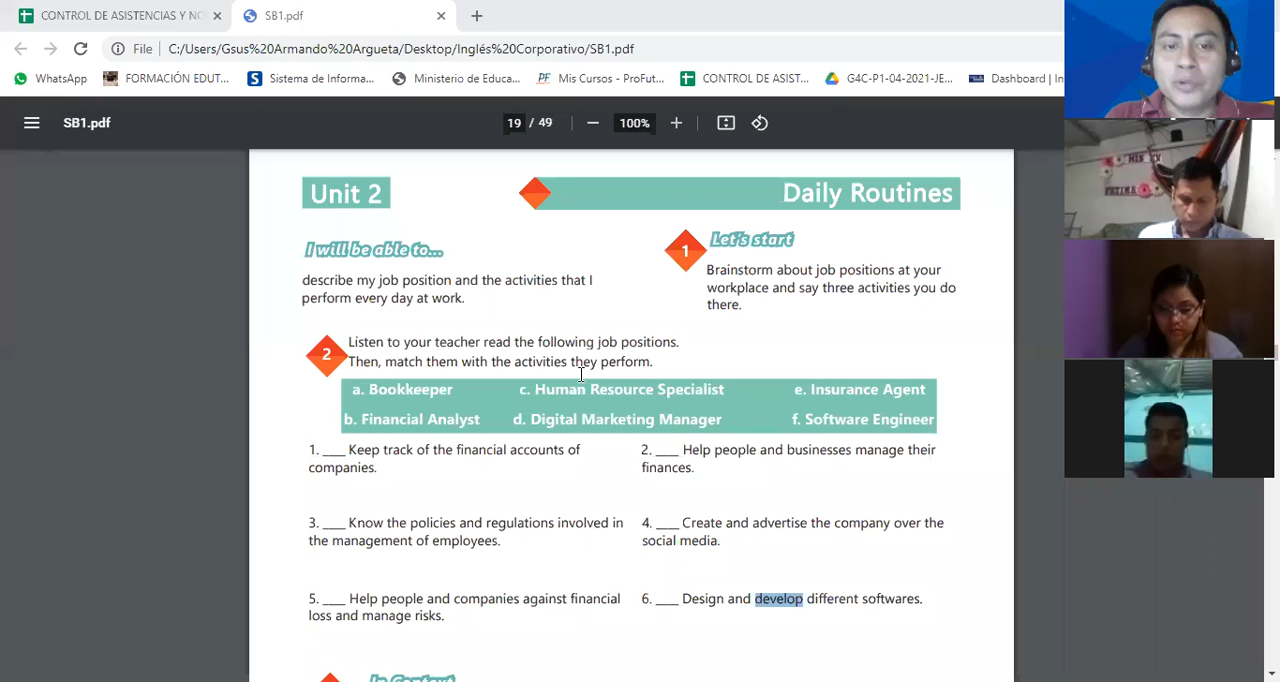 CONTROL DE ASISTENCIAS Y NO
SB1.pdf
File
C:/Users/Gsus%20Armando%20Argueta/Desktop/Inglés%20Corporativo/SB1.pdf
WhatsApp
FORMACIÓN EDUT...
Sistema de Informa...
Ministerio de Educa...
Mis Cursos - ProFut...
CONTROL DE ASIST...
G4C-P1-04-2021-JE...
Dashboard | In
SB1.pdf
19 / 49
100%
Unit 2
Daily Routines
I will be able to...
describe my job position and the activities that I
perform every day at work.
1
Let's start
Brainstorm about job positions at your
workplace and say three activities you do
there.
2
Listen to your teacher read the following job positions.
Then, match them with the activities they perform.
a. Bookkeeper
c. Human Resource Specialist
e. Insurance Agent
b. Financial Analyst
d. Digital Marketing Manager
f. Software Engineer
1. ___ Keep track of the financial accounts of
companies.
2. ___ Help people and businesses manage their
finances.
3. ___ Know the policies and regulations involved in
the management of employees.
4. ___ Create and advertise the company over the
social media.
5. ___ Help people and companies against financial
loss and manage risks.
6. ___ Design and develop different softwares.
In Context